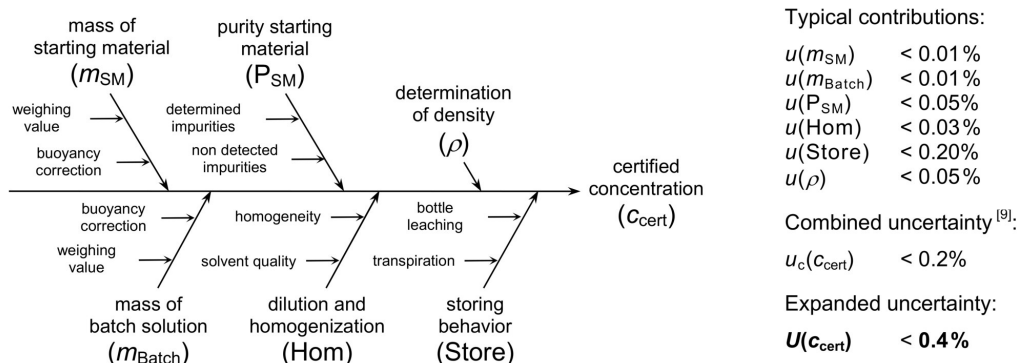 mass of
starting material
(mSM)
purity starting
material
(PSM)
determination
of density
(ρ)
weighing
value
buoyancy
correction
determined
impurities
non detected
impurities
certified
concentration
(ccert)
buoyancy
correction
weighing
value
homogeneity
solvent quality
bottle
leaching
transpiration
mass of
batch solution
(mBatch)
dilution and
homogenization
(Hom)
storing
behavior
(Store)
Typical contributions:
u(mSM) < 0.01%
u(mBatch) < 0.01%
u(PSM) < 0.05%
u(Hom) < 0.03%
u(Store) < 0.20%
u(ρ) < 0.05%
Combined uncertainty [9]:
uc(ccert) < 0.2%
Expanded uncertainty:
U(ccert) < 0.4%